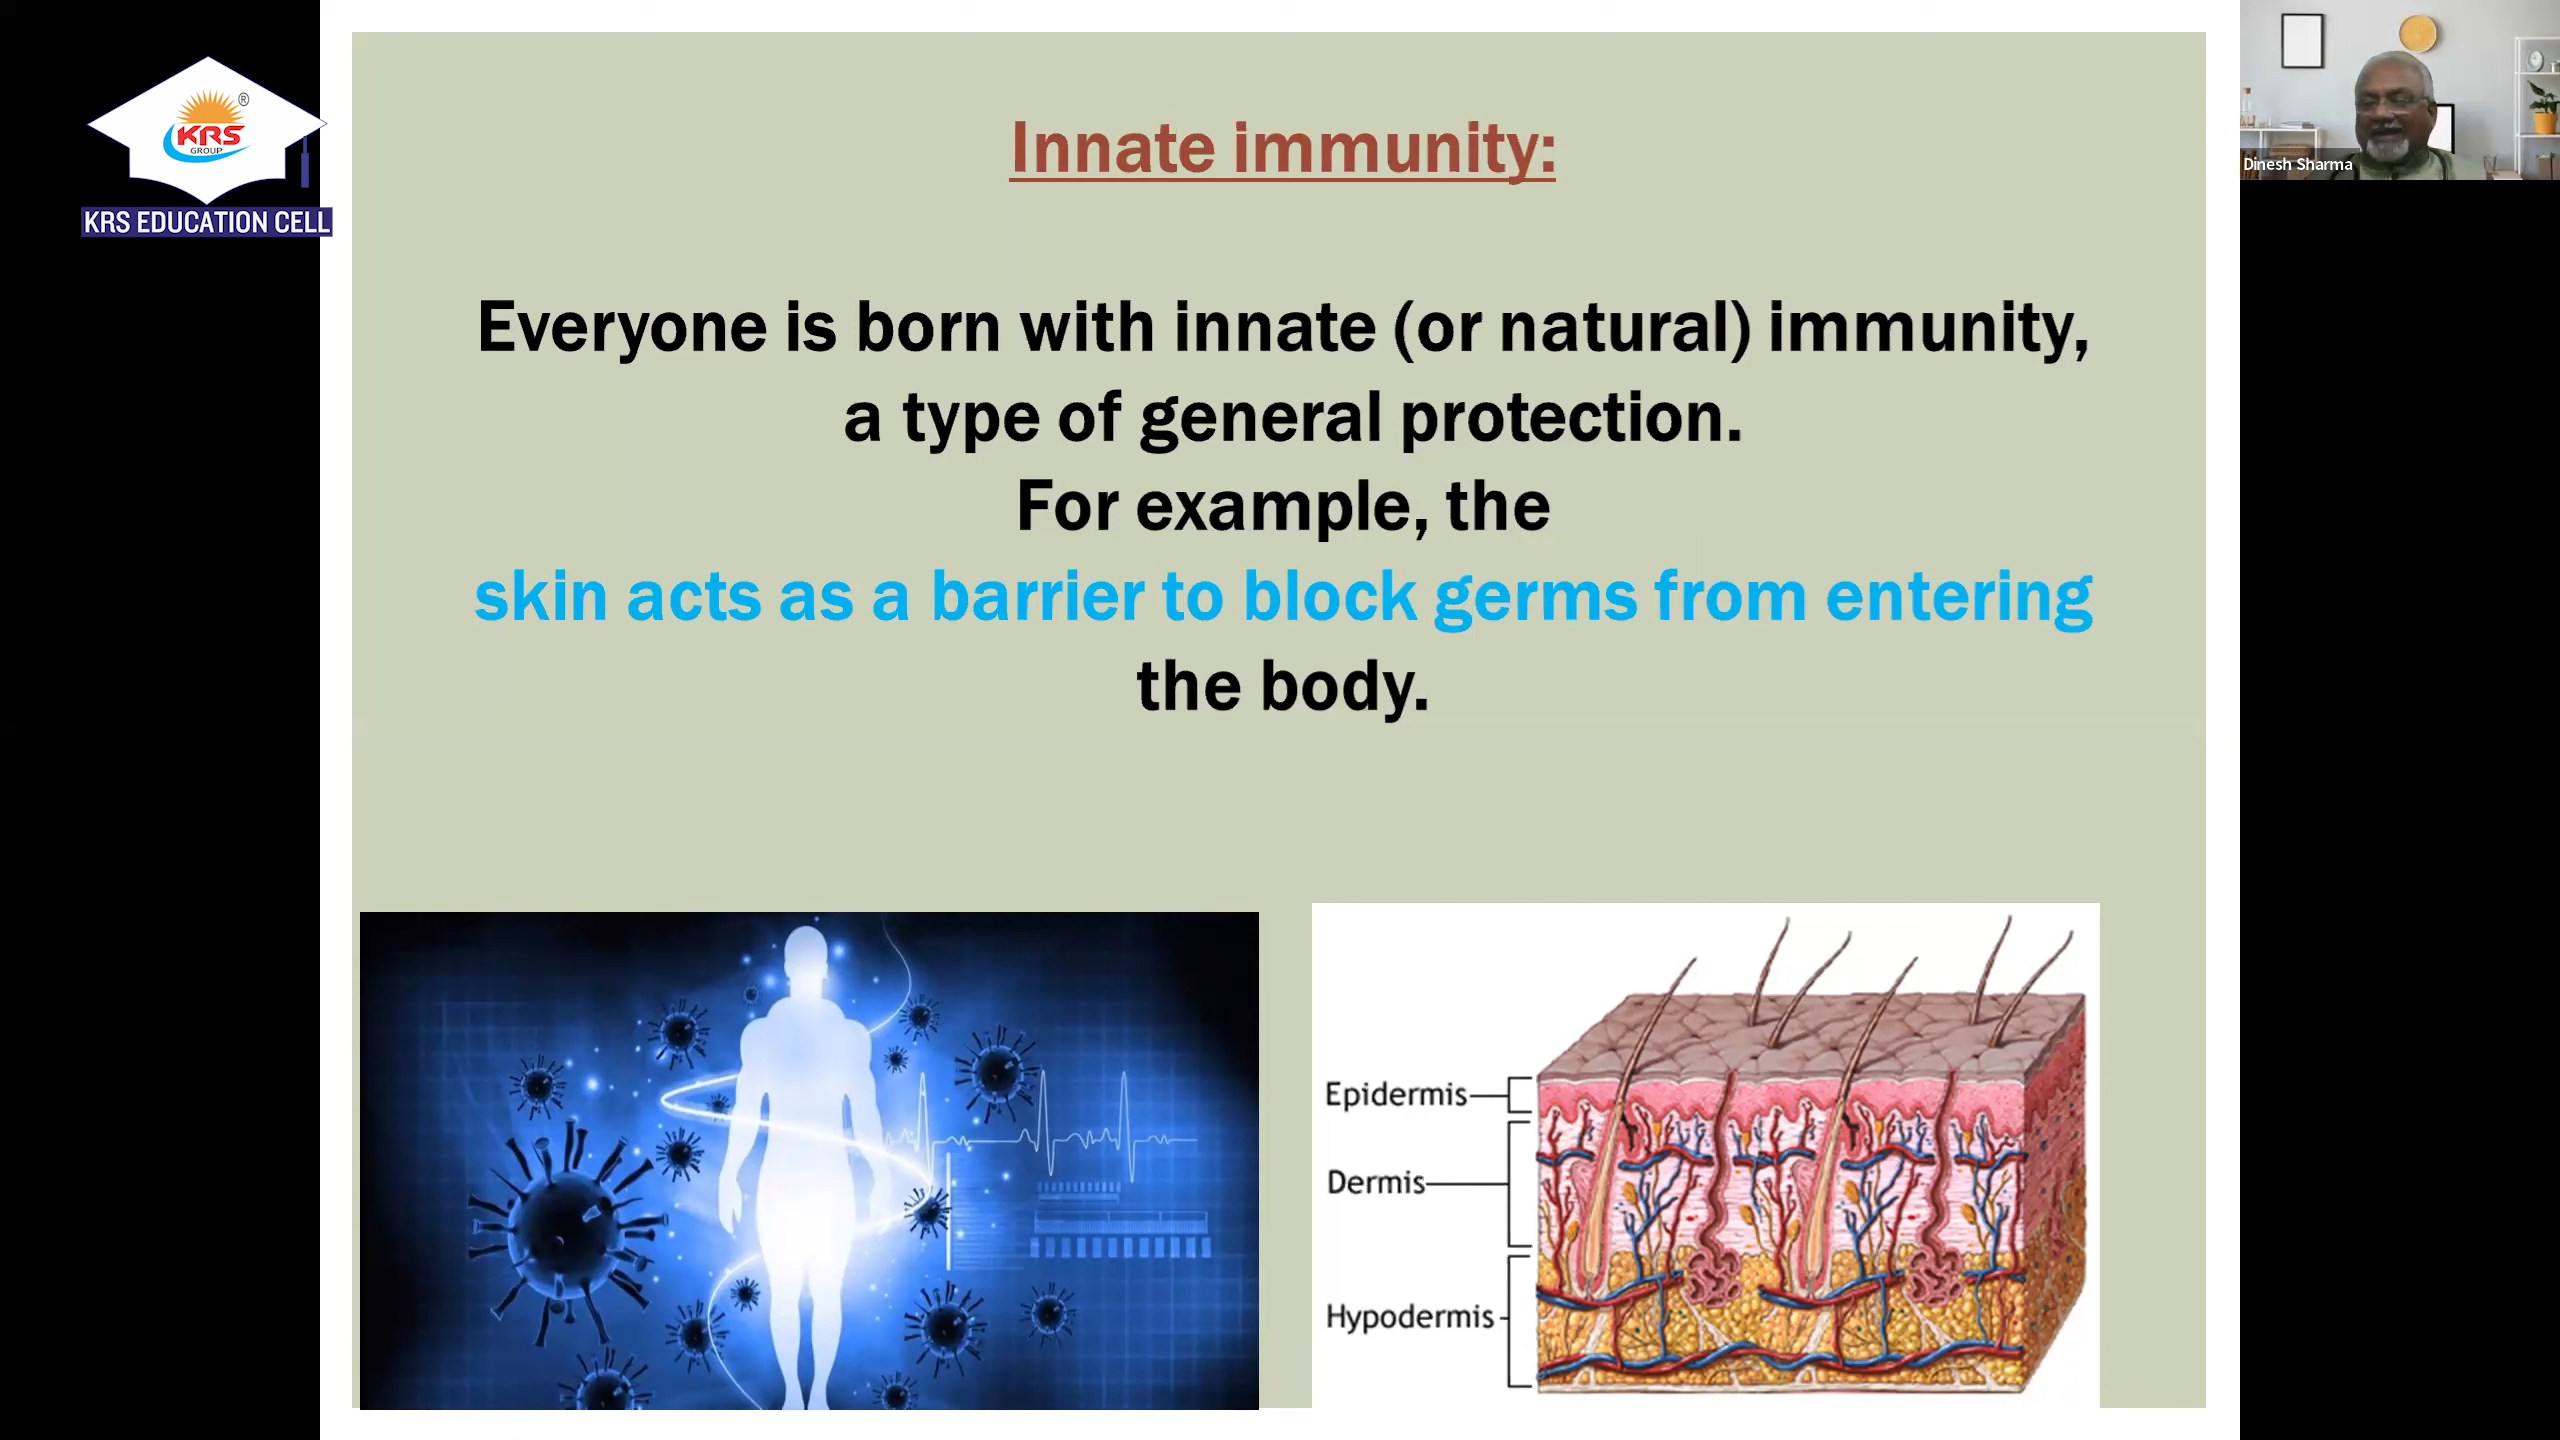 KRS
®
GROUP
KRS EDUCATION CELL
Innate immunity:
Everyone is born with innate (or natural) immunity,
a type of general protection.
For example, the
skin acts as a barrier to block germs from entering
the body.
Epidermis
Dermis
Hypodermis
Dinesh Sharma